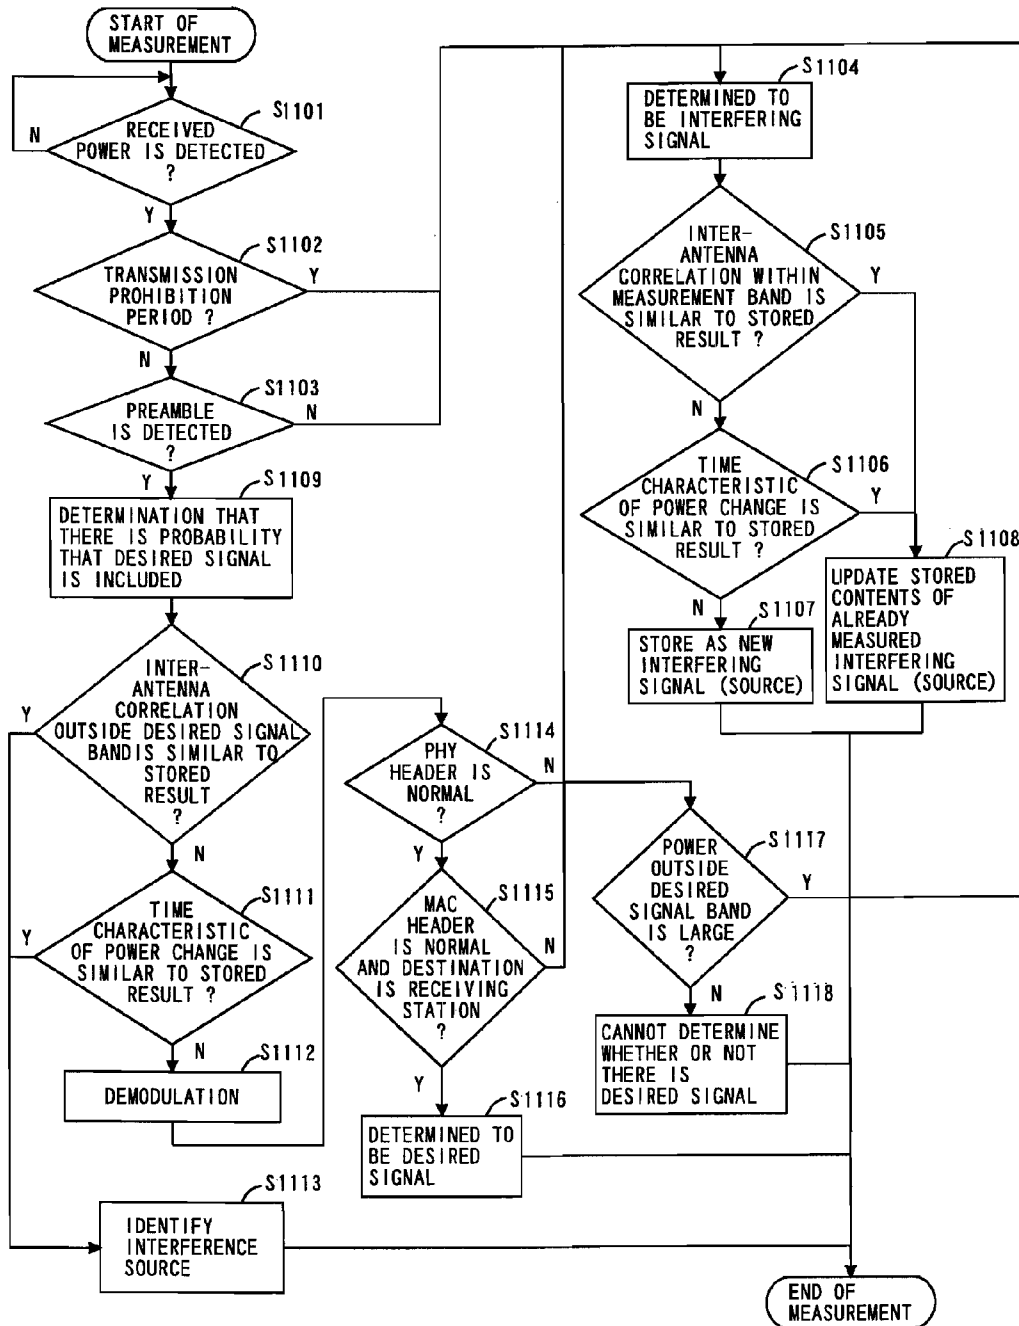 START OF
MEASUREMENT
S1101
N
RECEIVED
POWER IS DETECTED
?
Y
S1102
TRANSMISSION
PROHIBITION
PERIOD ?
Y
N
S1103
PREAMBLE
IS DETECTED
?
N
Y
S1109
DETERMINATION THAT
THERE IS PROBABILITY
THAT DESIRED SIGNAL
IS INCLUDED
S1110
INTER-
ANTENNA
CORRELATION
OUTSIDE DESIRED SIGNAL
BANDIS SIMILAR TO
STORED
RESULT
?
Y
N
S1111
TIME
CHARACTERISTIC
OF POWER CHANGE IS
SIMILAR TO STORED
RESULT ?
Y
N
S1112
DEMODULATION
S1113
IDENTIFY
INTERFERENCE
SOURCE
S1114
PHY
HEADER IS
NORMAL
?
N
Y
S1115
MAC
HEADER
IS NORMAL
AND DESTINATION
IS RECEIVING
STATION
?
N
Y
S1116
DETERMINED TO
BE DESIRED
SIGNAL
S1104
DETERMINED TO
BE INTERFERING
SIGNAL
S1105
INTER-
ANTENNA
CORRELATION WITHIN
MEASUREMENT BAND IS
SIMILAR TO STORED
RESULT ?
Y
N
S1106
TIME
CHARACTERISTIC
OF POWER CHANGE IS
SIMILAR TO STORED
RESULT ?
Y
N
S1107
STORE AS NEW
INTERFERING
SIGNAL (SOURCE)
S1108
UPDATE STORED
CONTENTS OF
ALREADY
MEASURED
INTERFERING
SIGNAL (SOURCE)
S1117
POWER
OUTSIDE
DESIRED
SIGNAL BAND
IS LARGE
?
Y
N
S1118
CANNOT DETERMINE
WHETHER OR NOT
THERE IS
DESIRED SIGNAL
END OF
MEASUREMENT